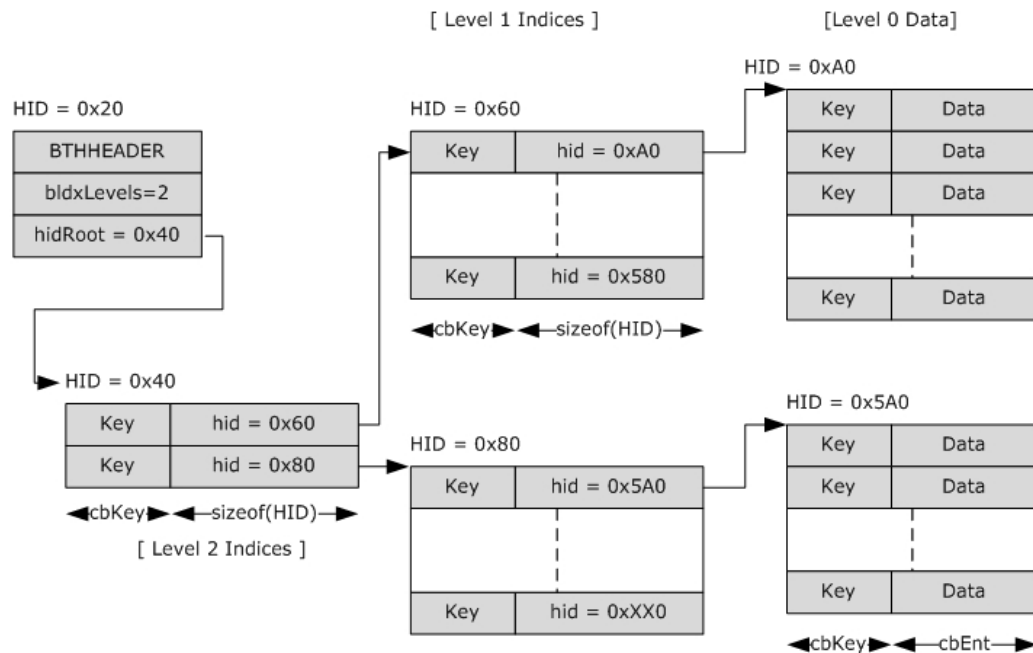 [ Level 1 Indices ]
[Level 0 Data]
HID = 0x20
BTHHEADER
bIdxLevels=2
hidRoot = 0x40
HID = 0x40
Key hid = 0x60
Key hid = 0x80
cbKey sizeof(HID)
[ Level 2 Indices ]
HID = 0x60
Key hid = 0xA0
Key hid = 0x580
cbKey sizeof(HID)
HID = 0x80
Key hid = 0x5A0
Key hid = 0xXX0
HID = 0xA0
Key Data
Key Data
Key Data
Key Data
HID = 0x5A0
Key Data
Key Data
Key Data
cbKey cbEnt